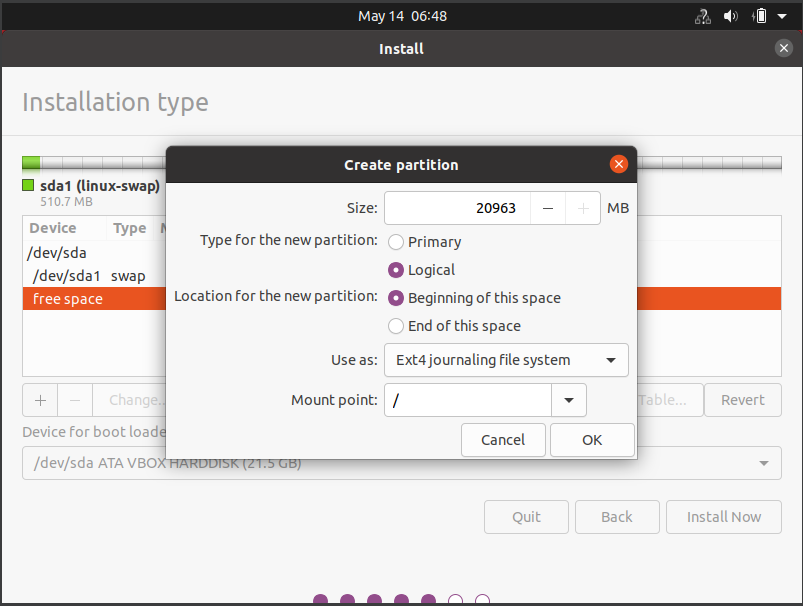 May 14  06:48
Install
Installation type
sda1 (linux-swap)
510.7 MB
Device Type M
/dev/sda
/dev/sda1 swap
free space
+ − Change... Table... Revert
Device for boot loade
/dev/sda ATA VBOX HARDDISK (21.5 GB)
Quit Back Install Now
Create partition
Size: 20963 − + MB
Type for the new partition: Primary
Logical
Location for the new partition: Beginning of this space
End of this space
Use as: Ext4 journaling file system
Mount point: /
Cancel OK